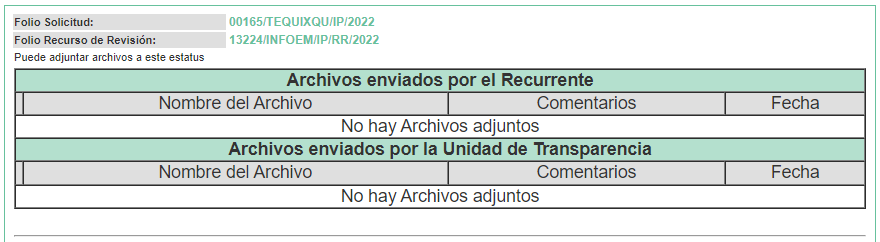 Folio Solicitud: 00165/TEQUIXQU/IP/2022
Folio Recurso de Revisión: 13224/INFOEM/IP/RR/2022
Puede adjuntar archivos a este estatus
Archivos enviados por el Recurrente
Nombre del Archivo Comentarios Fecha
No hay Archivos adjuntos
Archivos enviados por la Unidad de Transparencia
Nombre del Archivo Comentarios Fecha
No hay Archivos adjuntos